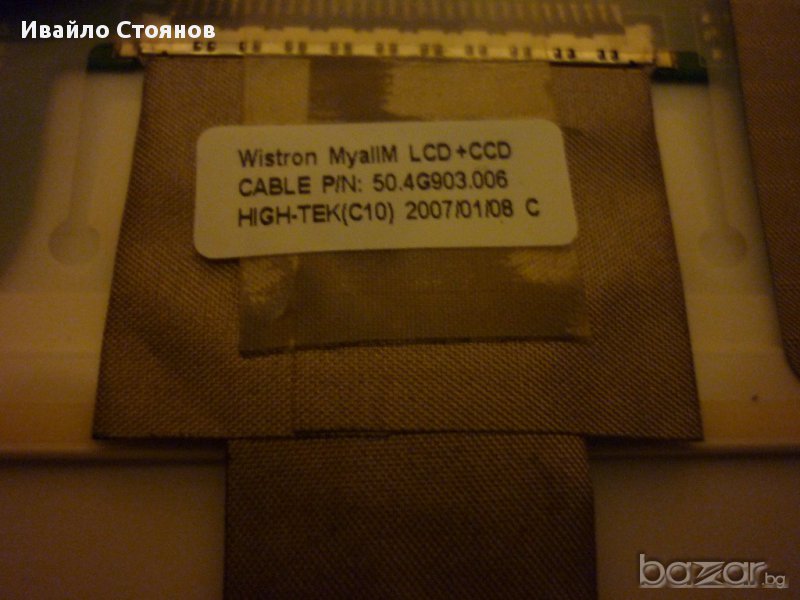 Ивайло Стоянов
Wistron MyallM LCD+CCD
CABLE P/N: 50.4G903.006
HIGH-TEK(C10) 2007/01/08 C
bazar.bg